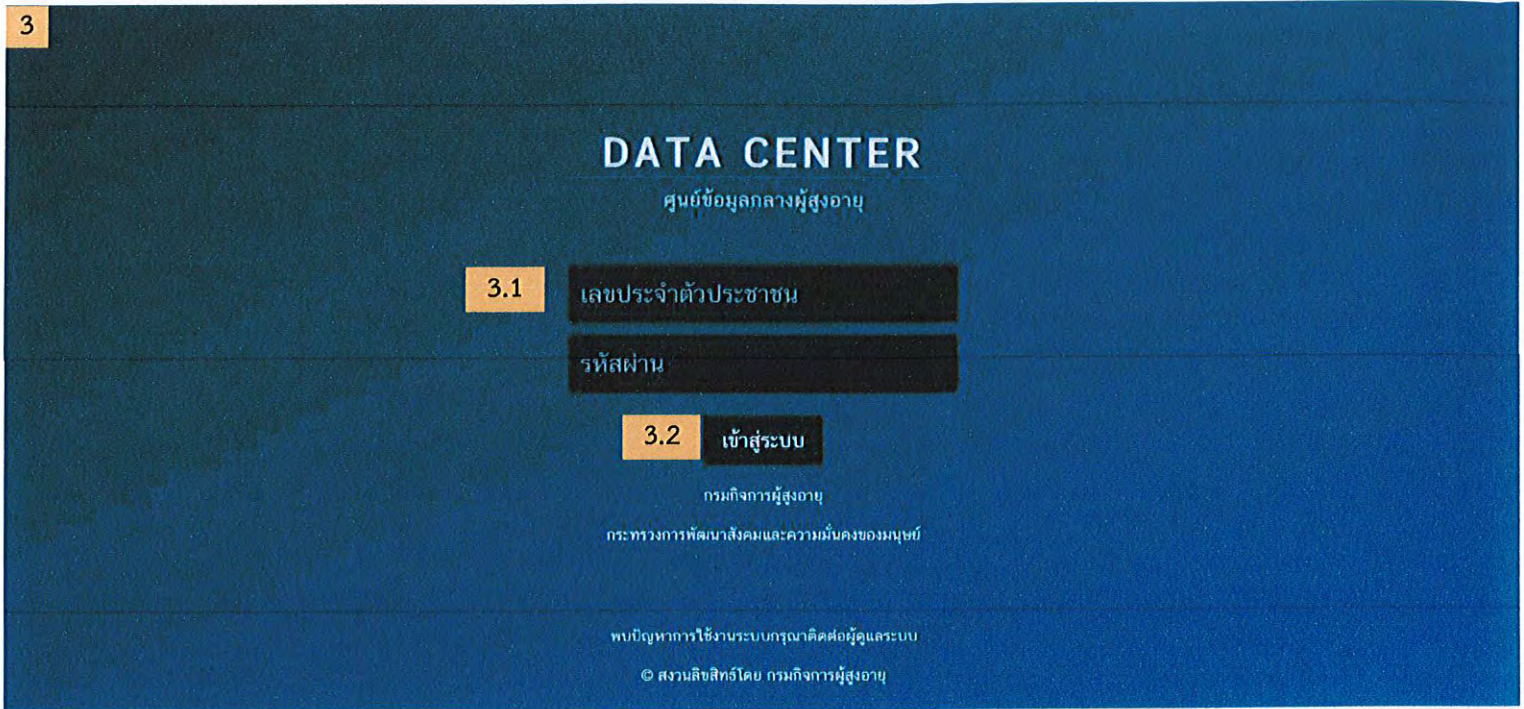 3
DATA CENTER
ศูนย์ข้อมูลกลางผู้สูงอายุ
3.1 เลขประจำตัวประชาชน
รหัสผ่าน
3.2 เข้าสู่ระบบ
กรมกิจการผู้สูงอายุ
กระทรวงการพัฒนาสังคมและความมั่นคงของมนุษย์
พบปัญหาการใช้งานระบบกรุณาติดต่อผู้ดูแลระบบ
© สงวนลิขสิทธ์โดย กรมกิจการผู้สูงอายุ